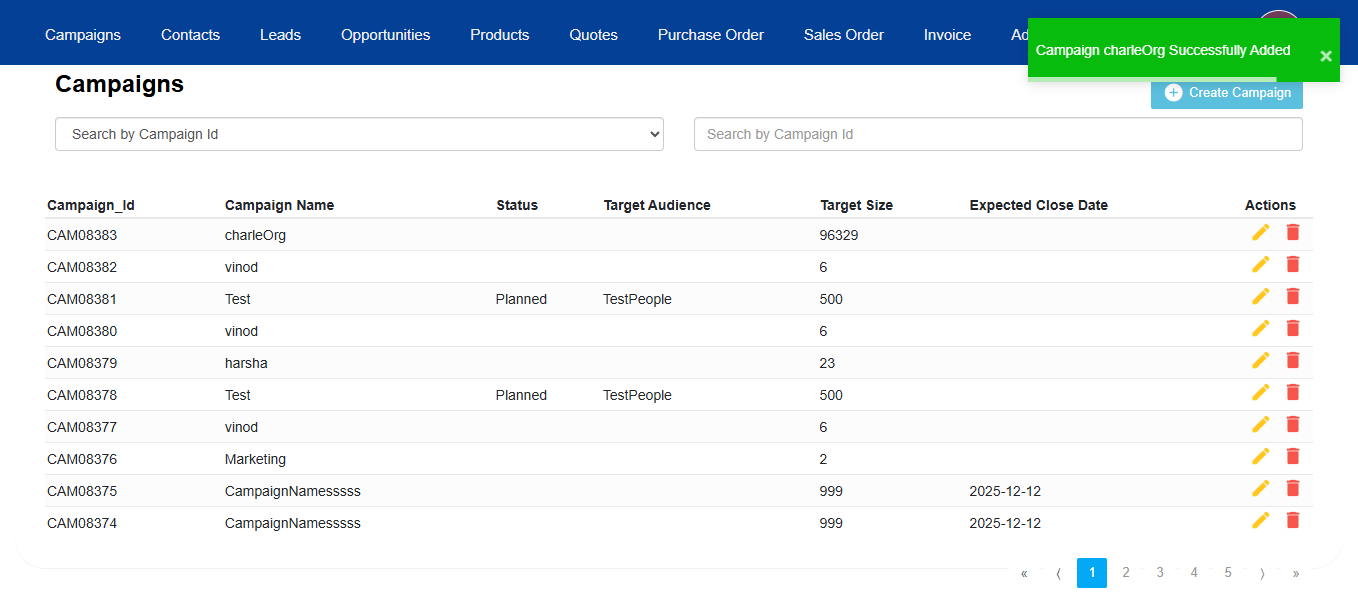 Campaigns Contacts Leads Opportunities Products Quotes Purchase Order Sales Order Invoice
Campaign charleOrg Successfully Added ×
Campaigns
Create Campaign
Search by Campaign Id Search by Campaign Id
Campaign_Id Campaign Name Status Target Audience Target Size Expected Close Date Actions
CAM08383 charleOrg 96329
CAM08382 vinod 6
CAM08381 Test Planned TestPeople 500
CAM08380 vinod 6
CAM08379 harsha 23
CAM08378 Test Planned TestPeople 500
CAM08377 vinod 6
CAM08376 Marketing 2
CAM08375 CampaignNamesssss 999 2025-12-12
CAM08374 CampaignNamesssss 999 2025-12-12
« ⟨ 1 2 3 4 5 ⟩ »